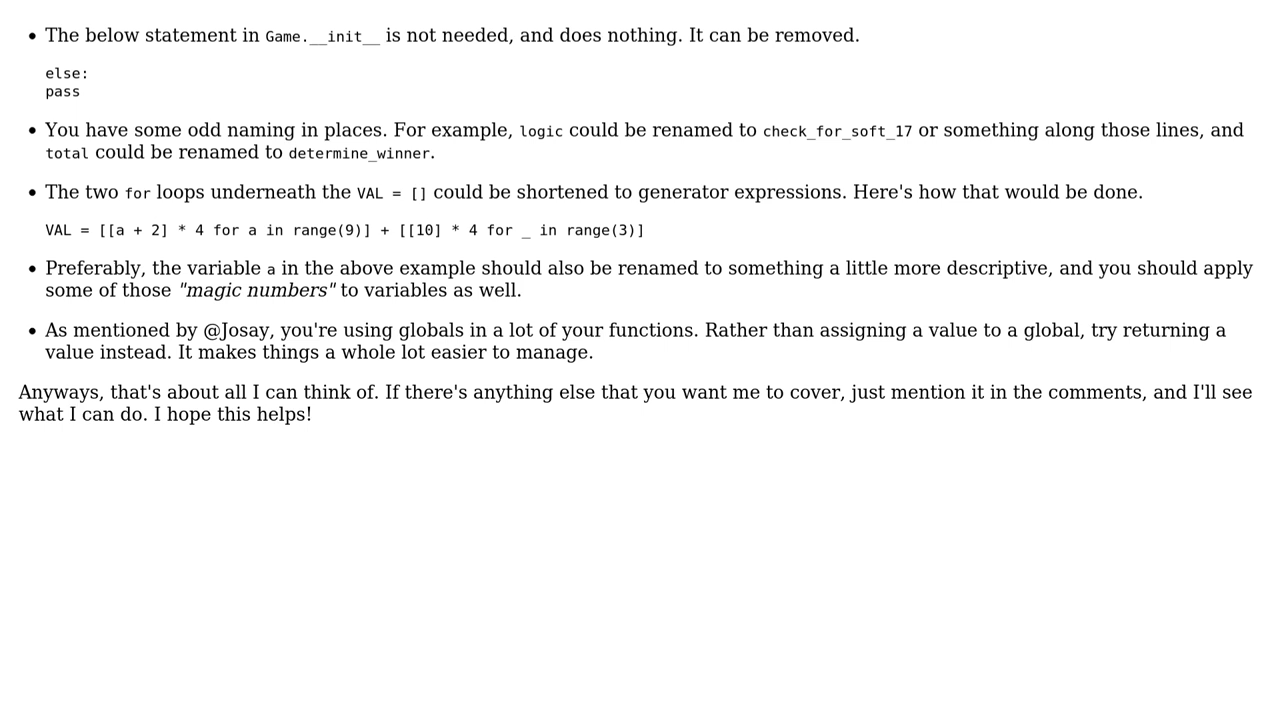 • The below statement in Game.__init__ is not needed, and does nothing. It can be removed.
else:
pass
• You have some odd naming in places. For example, logic could be renamed to check_for_soft_17 or something along those lines, and
total could be renamed to determine_winner.
• The two for loops underneath the VAL = [] could be shortened to generator expressions. Here's how that would be done.
VAL = [[a + 2] * 4 for a in range(9)] + [[10] * 4 for _ in range(3)]
• Preferably, the variable a in the above example should also be renamed to something a little more descriptive, and you should apply
some of those "magic numbers" to variables as well.
• As mentioned by @Josay, you're using globals in a lot of your functions. Rather than assigning a value to a global, try returning a
value instead. It makes things a whole lot easier to manage.
Anyways, that's about all I can think of. If there's anything else that you want me to cover, just mention it in the comments, and I'll see
what I can do. I hope this helps!